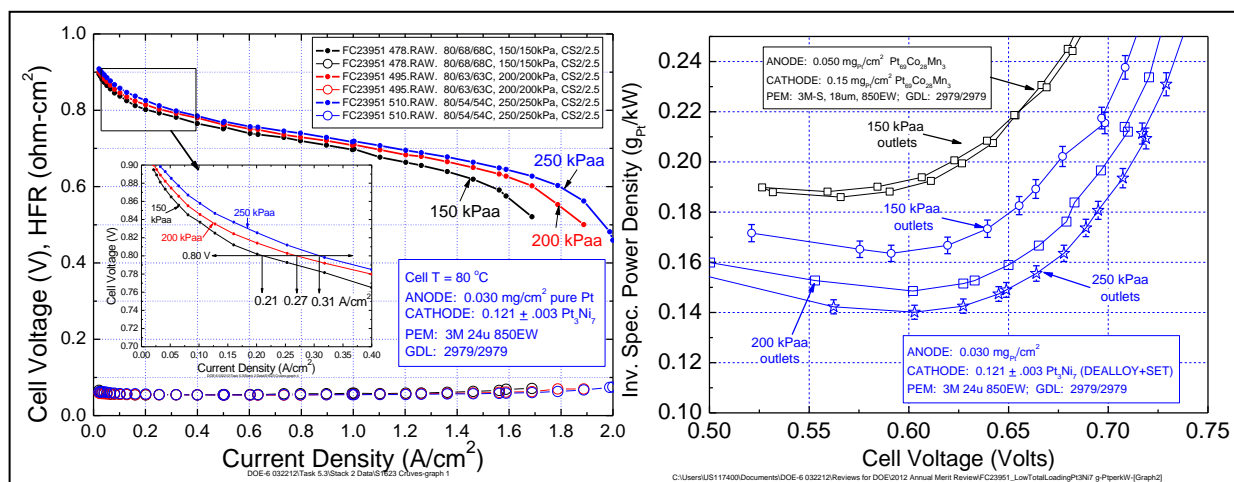 Cell Voltage (V), HFR (ohm-cm²)
1.0
0.9
0.8
0.7
0.6
0.5
0.4
0.3
0.2
0.1
0.0
FC23951 478.RAW. 80/68/68C, 150/150kPa, CS2/2.5
FC23951 478.RAW. 80/68/68C, 150/150kPa, CS2/2.5
FC23951 495.RAW. 80/63/63C, 200/200kPa, CS2/2.5
FC23951 495.RAW. 80/63/63C, 200/200kPa, CS2/2.5
FC23951 510.RAW. 80/54/54C, 250/250kPa, CS2/2.5
FC23951 510.RAW. 80/54/54C, 250/250kPa, CS2/2.5
250 kPaa
150 kPaa
200 kPaa
Cell Voltage (V)
0.90
0.88
0.86
0.84
0.82
0.80
0.78
0.76
0.74
0.72
0.70
150
kPaa
250 kPaa
200 kPaa
0.80 V
0.21
0.27
0.31 A/cm²
0.00 0.05 0.10 0.15 0.20 0.25 0.30 0.35 0.40
Current Density (A/cm²)
Cell T = 80 °C
ANODE: 0.030 mg/cm² pure Pt
CATHODE: 0.121 ± .003 Pt₃Ni₇
PEM: 3M 24u 850EW
GDL: 2979/2979
0.0 0.2 0.4 0.6 0.8 1.0 1.2 1.4 1.6 1.8 2.0
Current Density (A/cm²)
DOE-6 032212\Task 5.3\Stack 2 Data\S1623 Cruves-graph 1
Inv. Spec. Power Density (gPt/kW)
0.24
0.22
0.20
0.18
0.16
0.14
0.12
0.10
ANODE: 0.050 mgPt/cm² Pt₆₉Co₂₈Mn₃
CATHODE: 0.15 mgPt/cm² Pt₆₉Co₂₈Mn₃
PEM: 3M-S, 18um, 850EW; GDL: 2979/2979
150 kPaa
outlets
150 kPaa
outlets
250 kPaa
outlets
200 kPaa
outlets
ANODE: 0.030 mgPt/cm²
CATHODE: 0.121 ± .003 Pt₃Ni₇ (DEALLOY+SET)
PEM: 3M 24u 850EW; GDL: 2979/2979
0.50 0.55 0.60 0.65 0.70 0.75
Cell Voltage (Volts)
C:\Users\US117400\Documents\DOE-6 032212\Reviews for DOE\2012 Annual Merit Review\FC23951_LowTotalLoadingPt3Ni7 g-PtperkW-[Graph2]